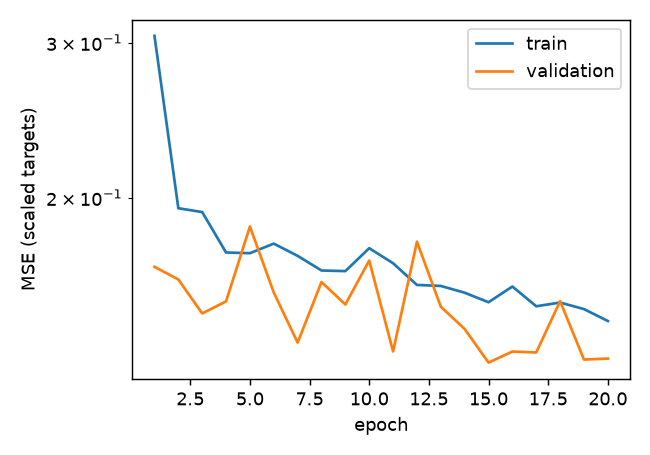 3 × 10⁻¹
2 × 10⁻¹
MSE (scaled targets)
train
validation
2.5 5.0 7.5 10.0 12.5 15.0 17.5 20.0
epoch